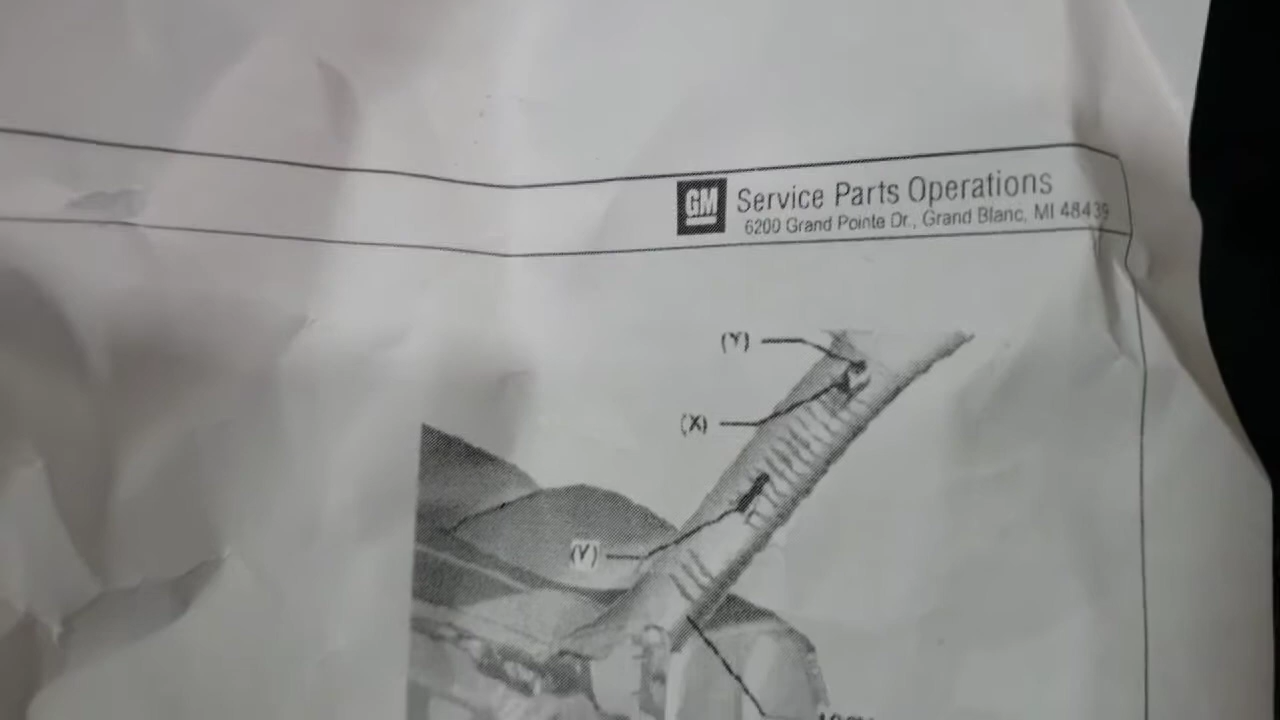 GM
Service Parts Operations
6200 Grand Pointe Dr., Grand Blanc, MI 48439
(Y)
(X)
(V)